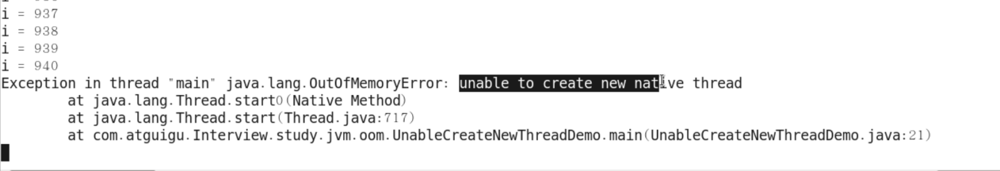 i = 937
i = 938
i = 939
i = 940
Exception in thread "main" java.lang.OutOfMemoryError: unable to create new native thread
        at java.lang.Thread.start0(Native Method)
        at java.lang.Thread.start(Thread.java:717)
        at com.atguigu.Interview.study.jvm.oom.UnableCreateNewThreadDemo.main(UnableCreateNewThreadDemo.java:21)